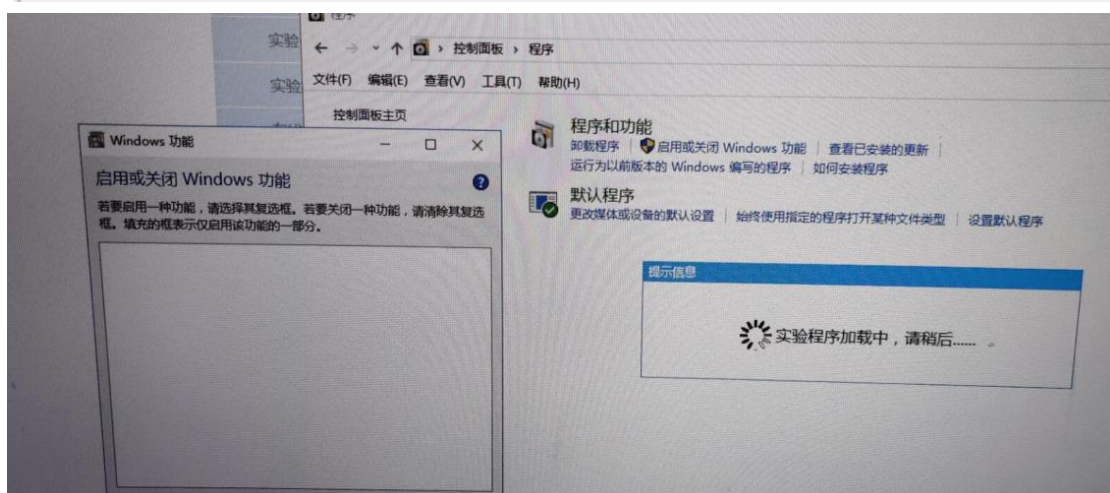 程序
实验
← → ↑ › 控制面板 › 程序
实验
文件(F) 编辑(E) 查看(V) 工具(T) 帮助(H)
控制面板主页
程序和功能
卸载程序 | 启用或关闭 Windows 功能 | 查看已安装的更新 |
运行为以前版本的 Windows 编写的程序 | 如何安装程序
默认程序
更改媒体或设备的默认设置 | 始终使用指定的程序打开某种文件类型 | 设置默认程序
Windows 功能
启用或关闭 Windows 功能
若要启用一种功能，请选择其复选框。若要关闭一种功能，请清除其复选
框。填充的框表示仅启用该功能的一部分。
提示信息
实验程序加载中，请稍后......